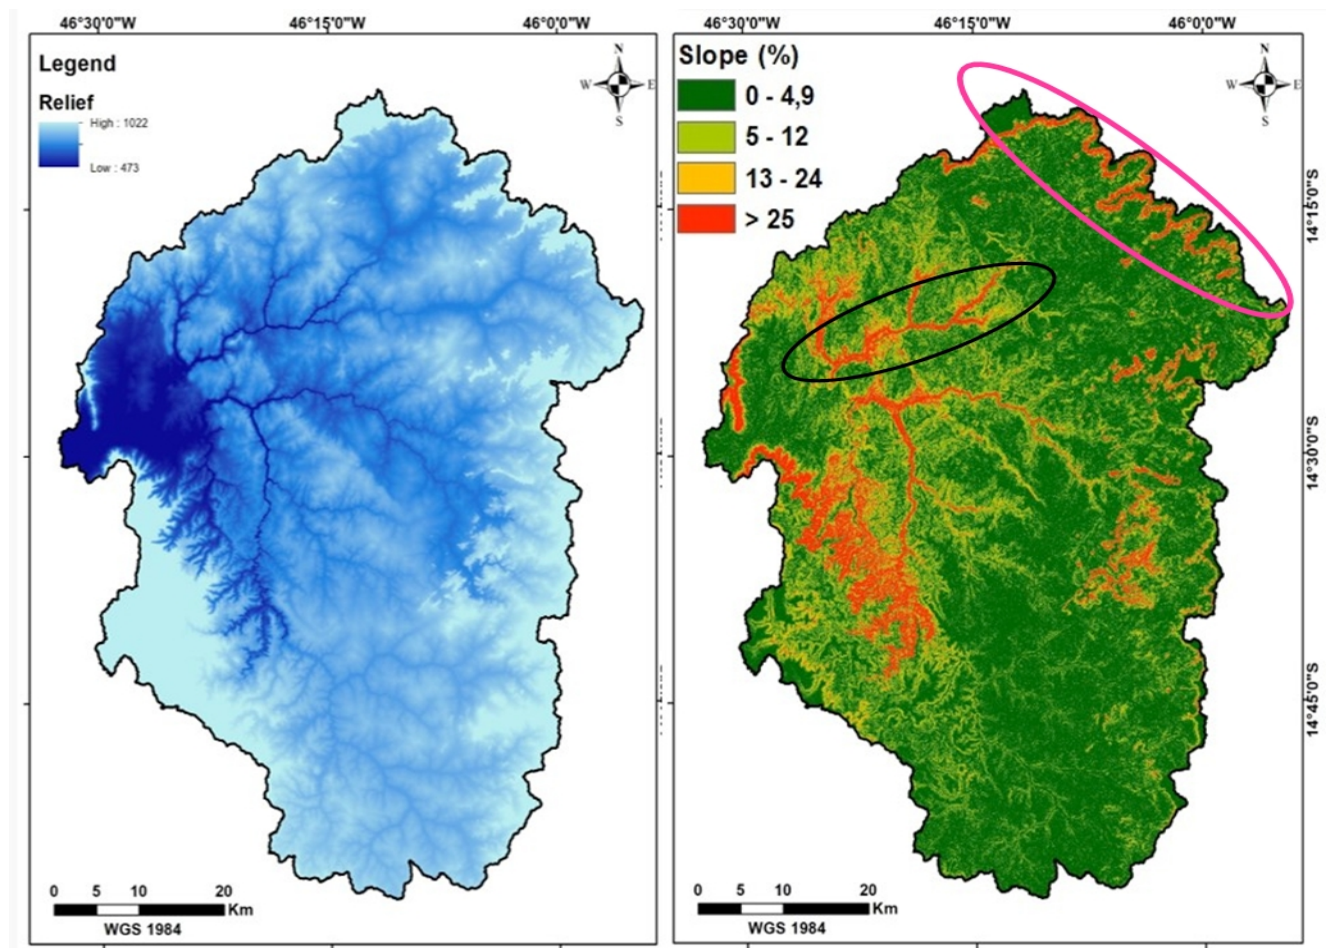 46°30'0"W 46°15'0"W 46°0'0"W
Legend
Relief
High : 1022
Low : 473
N
W E
S
0 5 10 20
Km
WGS 1984
46°30'0"W 46°15'0"W 46°0'0"W
Slope (%)
0 - 4,9
5 - 12
13 - 24
> 25
N
W E
S
14°15'0"S
14°30'0"S
14°45'0"S
0 5 10 20
Km
WGS 1984